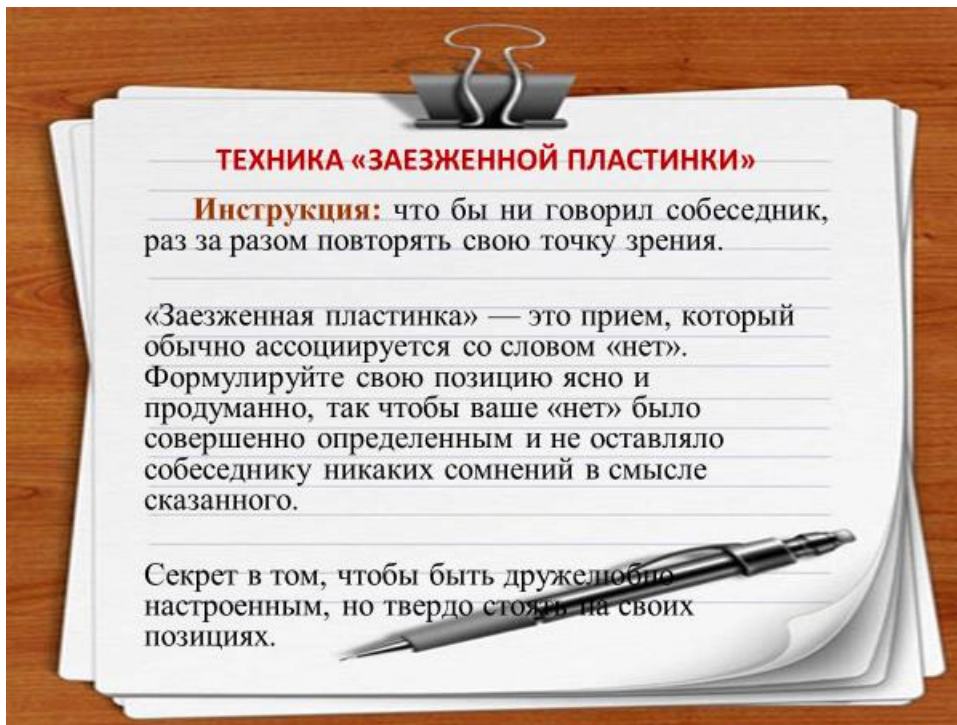 ТЕХНИКА «ЗАЕЗЖЕННОЙ ПЛАСТИНКИ»
Инструкция: что бы ни говорил собеседник,
раз за разом повторять свою точку зрения.
«Заезженная пластинка» — это прием, который
обычно ассоциируется со словом «нет».
Формулируйте свою позицию ясно и
продуманно, так чтобы ваше «нет» было
совершенно определенным и не оставляло
собеседнику никаких сомнений в смысле
сказанного.
Секрет в том, чтобы быть дружелюбно
настроенным, но твердо стоять на своих
позициях.